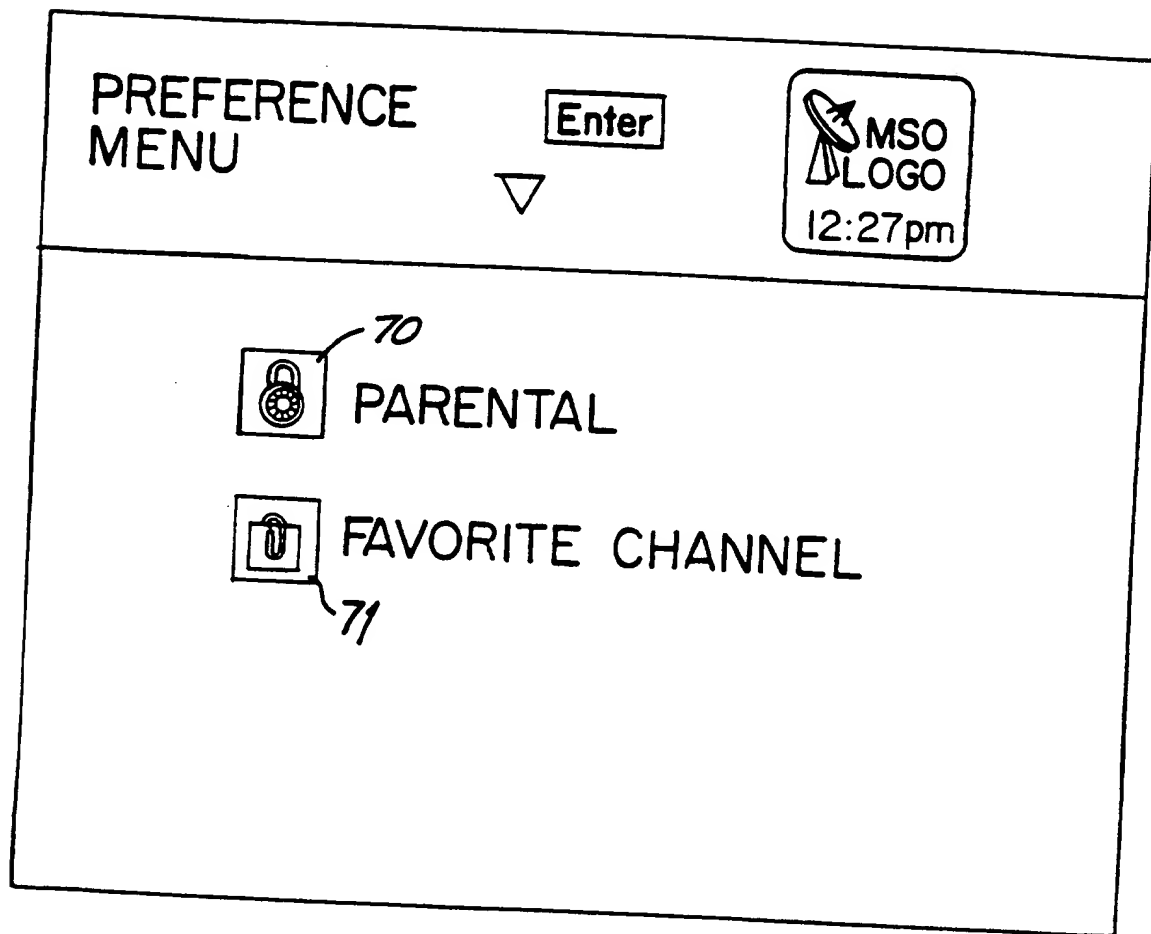 PREFERENCE
MENU
Enter
MSO
LOGO
12:27pm
70
PARENTAL
FAVORITE CHANNEL
71